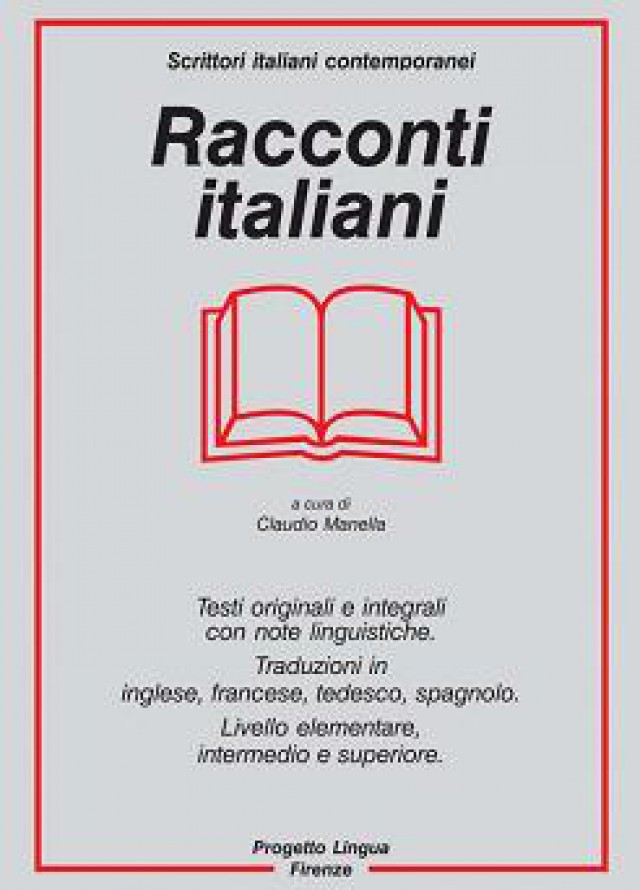 Scrittori italiani contemporanei
Racconti
italiani
a cura di
Claudio Manella
Testi originali e integrali
con note linguistiche.
Traduzioni in
inglese, francese, tedesco, spagnolo.
Livello elementare,
intermedio e superiore.
Progetto Lingua
Firenze